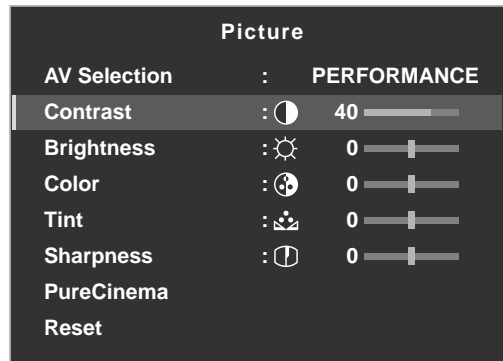 Picture
AV Selection : PERFORMANCE
Contrast : 40
Brightness : 0
Color : 0
Tint : 0
Sharpness : 0
PureCinema
Reset